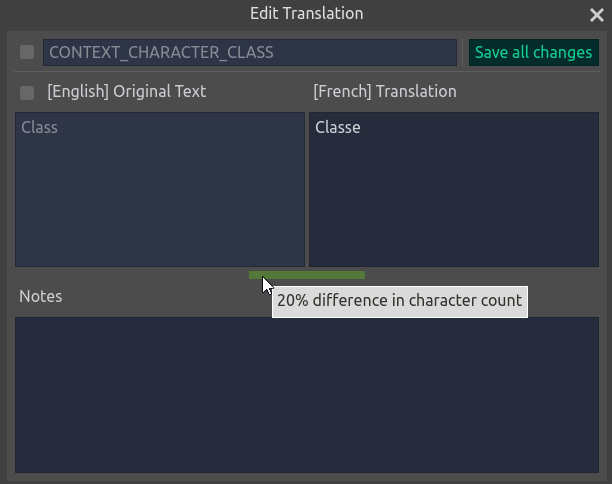 Edit Translation
CONTEXT_CHARACTER_CLASS Save all changes
[English] Original Text [French] Translation
Class Classe
20% difference in character count
Notes